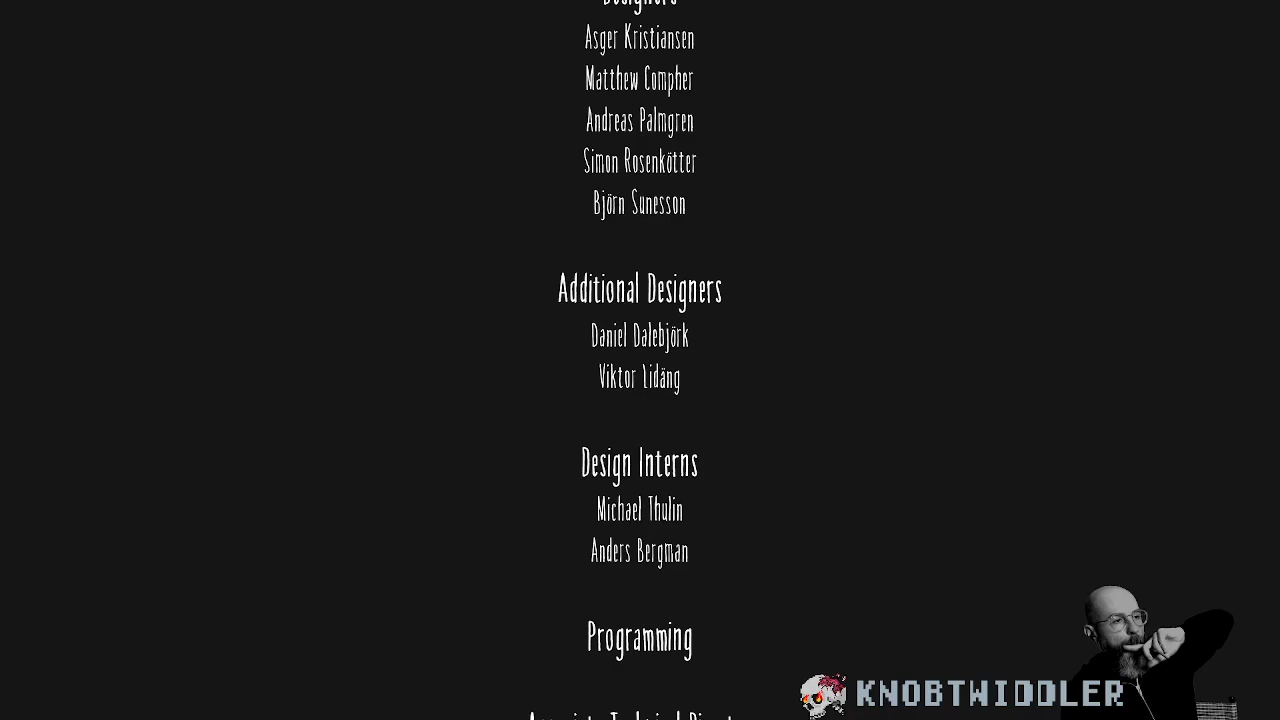 Designers
Asger Kristiansen
Matthew Compher
Andreas Palmgren
Simon Rosenkötter
Björn Sunesson
Additional Designers
Daniel Dalebjörk
Viktor Lidäng
Design Interns
Michael Thulin
Anders Bergman
Programming
KNOBTWIDDLER